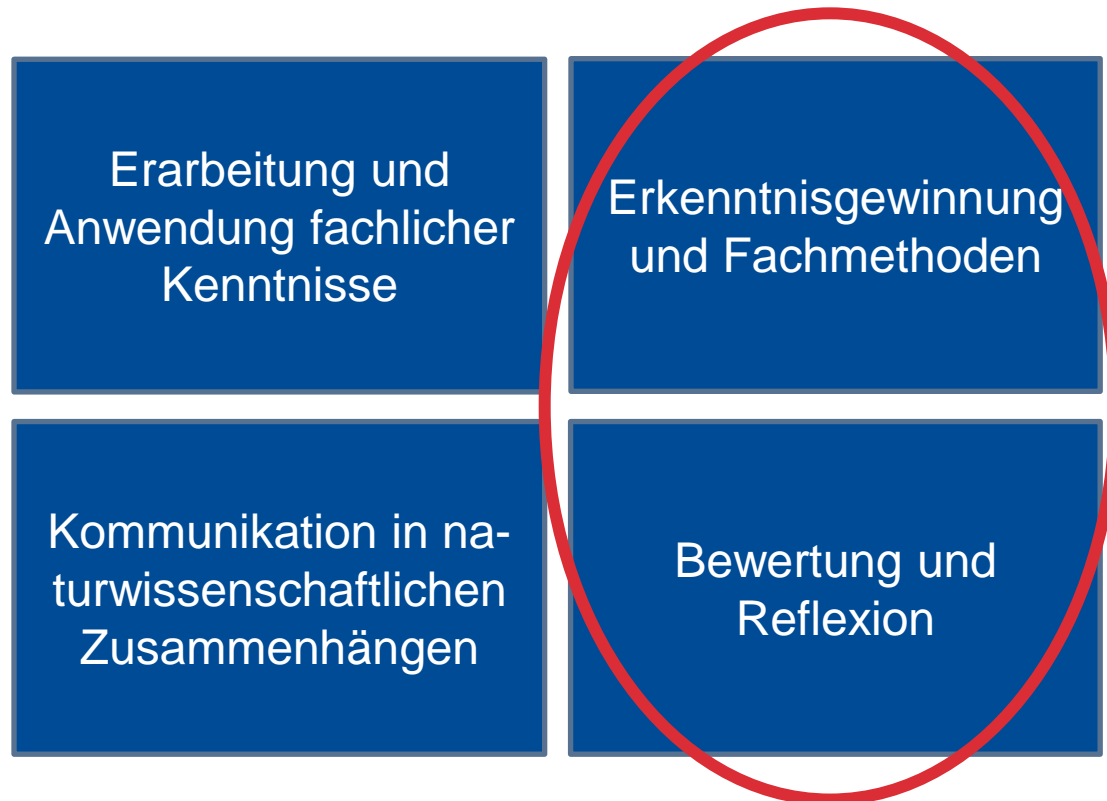 Erarbeitung und
Anwendung fachlicher
Kenntnisse
Erkenntnisgewinnung
und Fachmethoden
Kommunikation in na-
turwissenschaftlichen
Zusammenhängen
Bewertung und
Reflexion